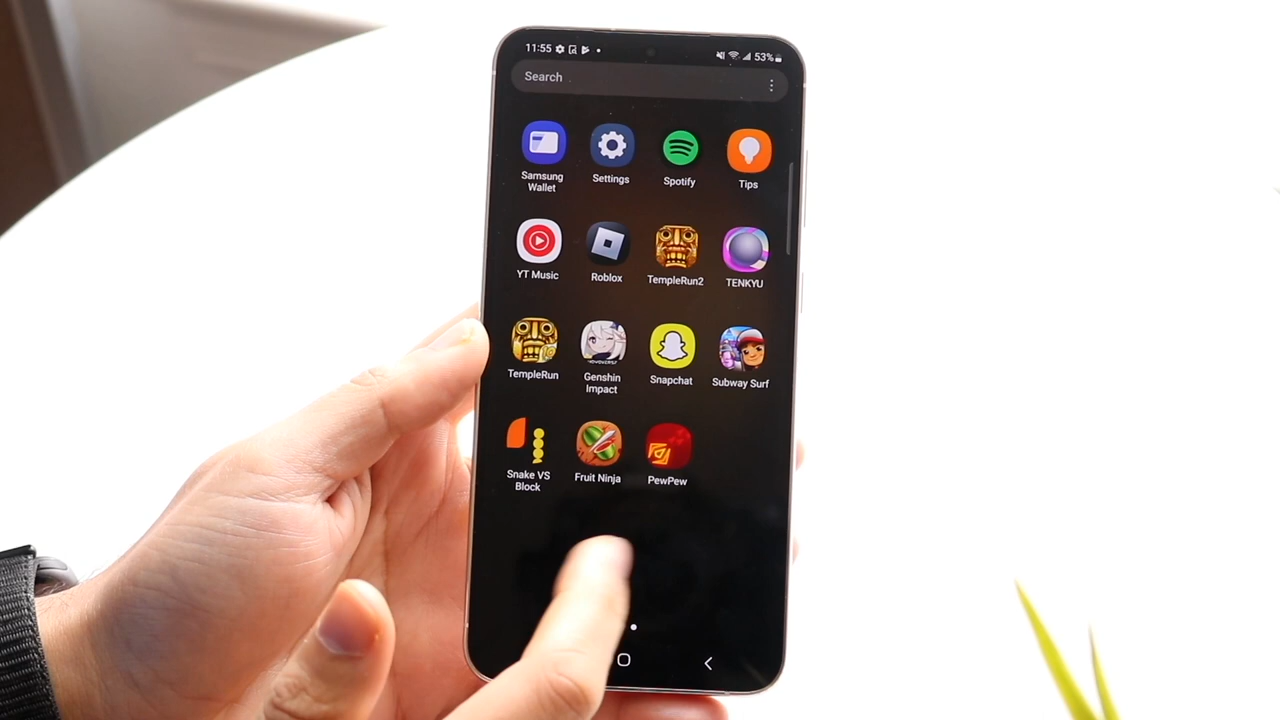 11:55
53%
Search
Samsung
Wallet
Settings
Spotify
Tips
YT Music
Roblox
TempleRun2
TENKYU
TempleRun
Genshin
Impact
Snapchat
Subway Surf
Snake VS
Block
Fruit Ninja
PewPew